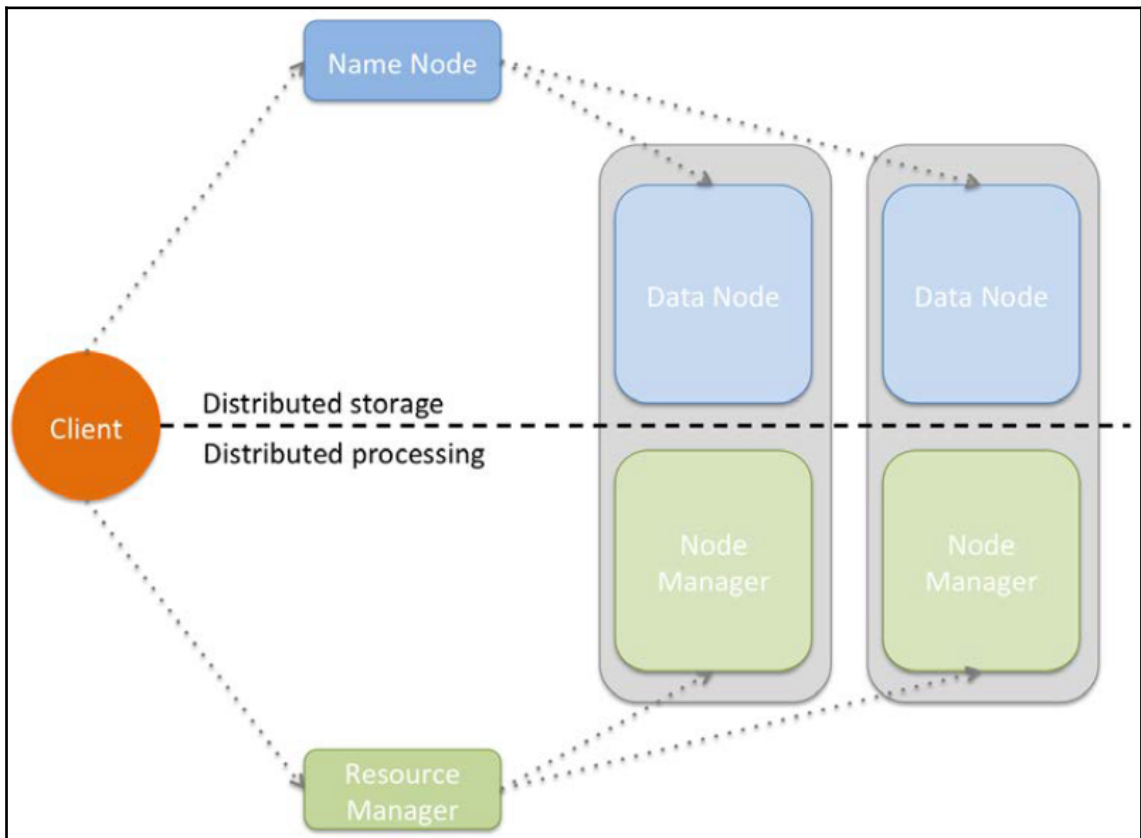 Name Node
Data Node
Data Node
Client
Distributed storage
Distributed processing
Node
Manager
Node
Manager
Resource
Manager